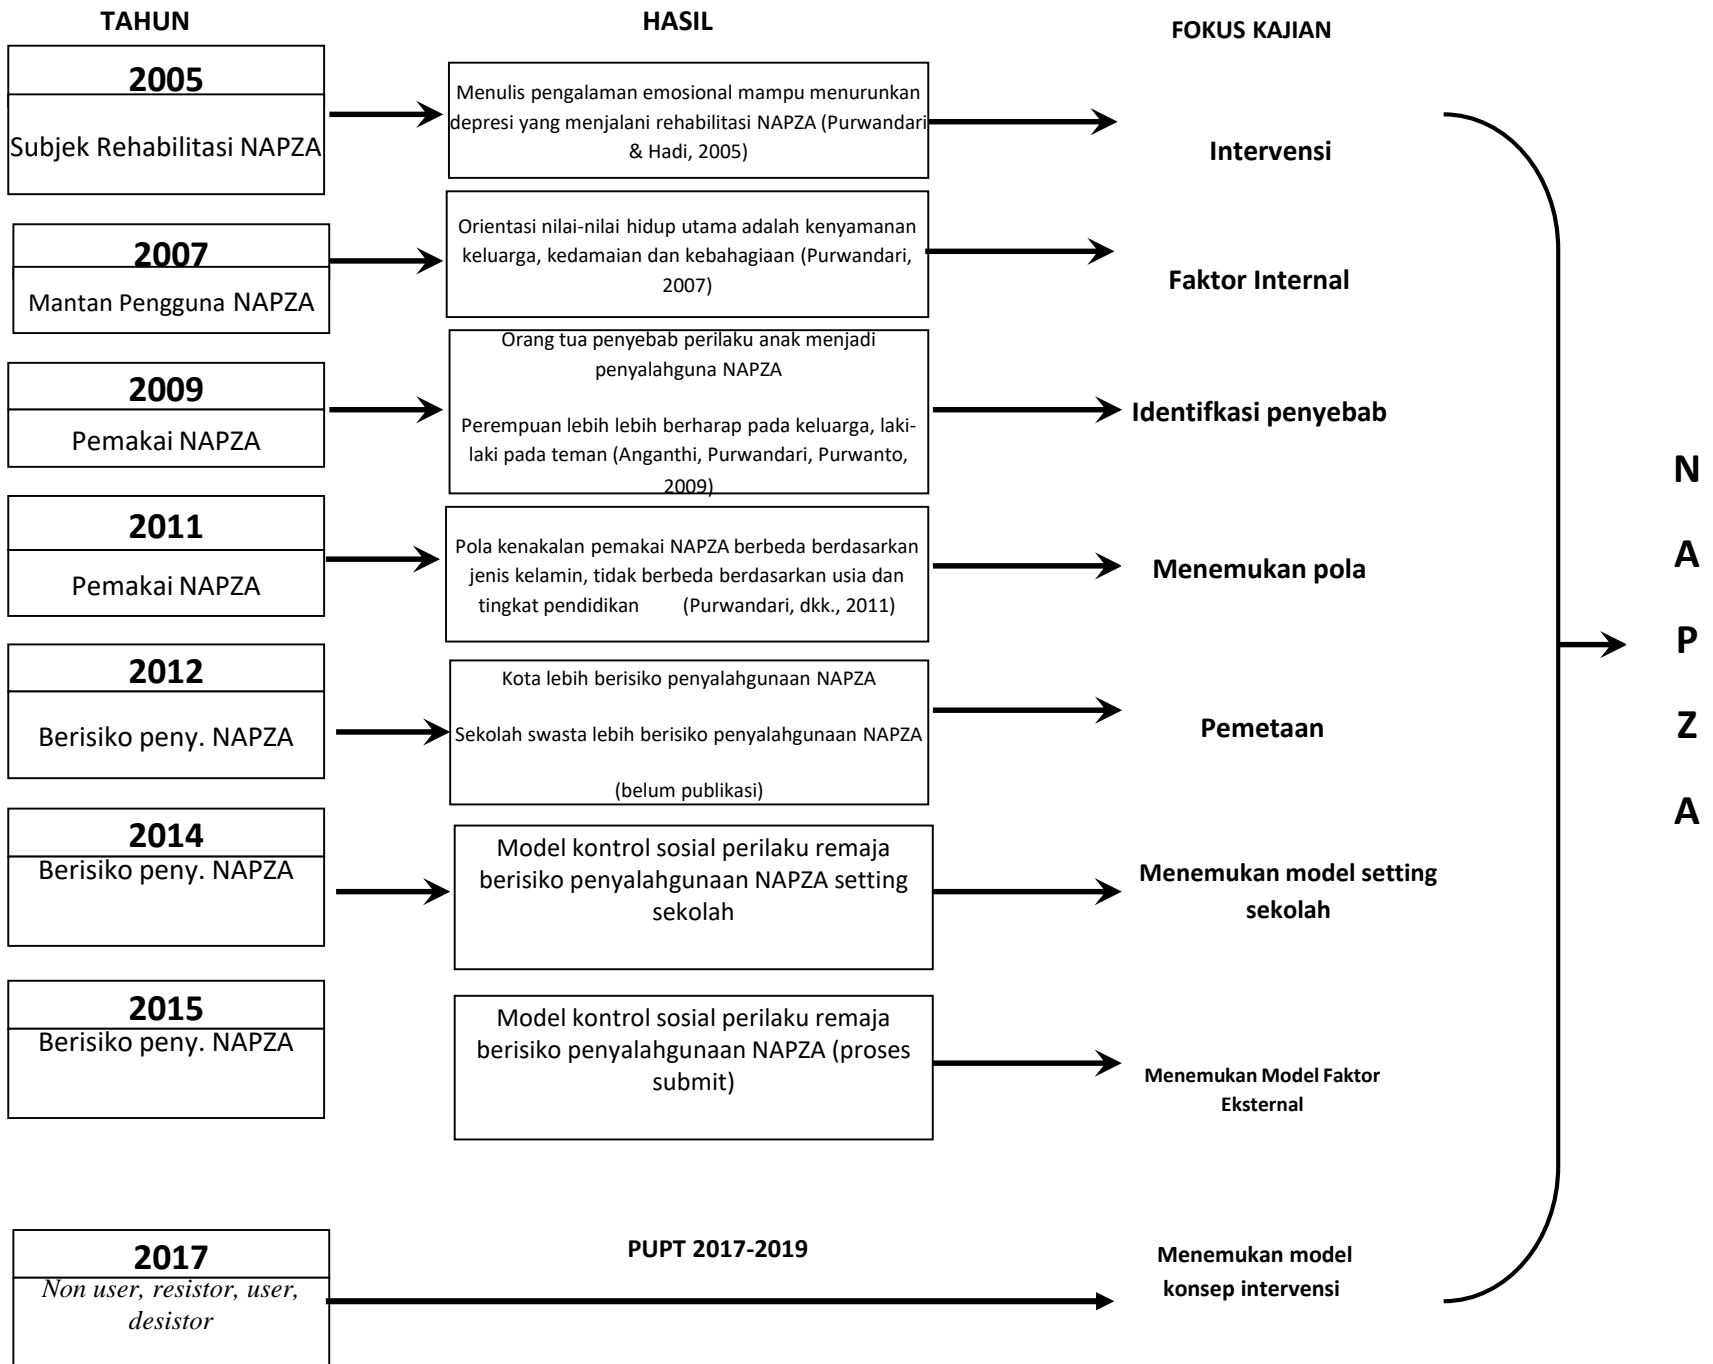 TAHUN
HASIL
FOKUS KAJIAN
2005
Subjek Rehabilitasi NAPZA
Menulis pengalaman emosional mampu menurunkan
depresi yang menjalani rehabilitasi NAPZA (Purwandari
& Hadi, 2005)
Intervensi
2007
Mantan Pengguna NAPZA
Orientasi nilai-nilai hidup utama adalah kenyamanan
keluarga, kedamaian dan kebahagiaan (Purwandari,
2007)
Faktor Internal
2009
Pemakai NAPZA
Orang tua penyebab perilaku anak menjadi
penyalahguna NAPZA
Perempuan lebih lebih berharap pada keluarga, laki-
laki pada teman (Anganthi, Purwandari, Purwanto,
2009)
Identifkasi penyebab
2011
Pemakai NAPZA
Pola kenakalan pemakai NAPZA berbeda berdasarkan
jenis kelamin, tidak berbeda berdasarkan usia dan
tingkat pendidikan (Purwandari, dkk., 2011)
Menemukan pola
2012
Berisiko peny. NAPZA
Kota lebih berisiko penyalahgunaan NAPZA
Sekolah swasta lebih berisiko penyalahgunaan NAPZA
(belum publikasi)
Pemetaan
2014
Berisiko peny. NAPZA
Model kontrol sosial perilaku remaja
berisiko penyalahgunaan NAPZA setting
sekolah
Menemukan model setting
sekolah
2015
Berisiko peny. NAPZA
Model kontrol sosial perilaku remaja
berisiko penyalahgunaan NAPZA (proses
submit)
Menemukan Model Faktor
Eksternal
2017
Non user, resistor, user,
desistor
PUPT 2017-2019
Menemukan model
konsep intervensi
N
A
P
Z
A